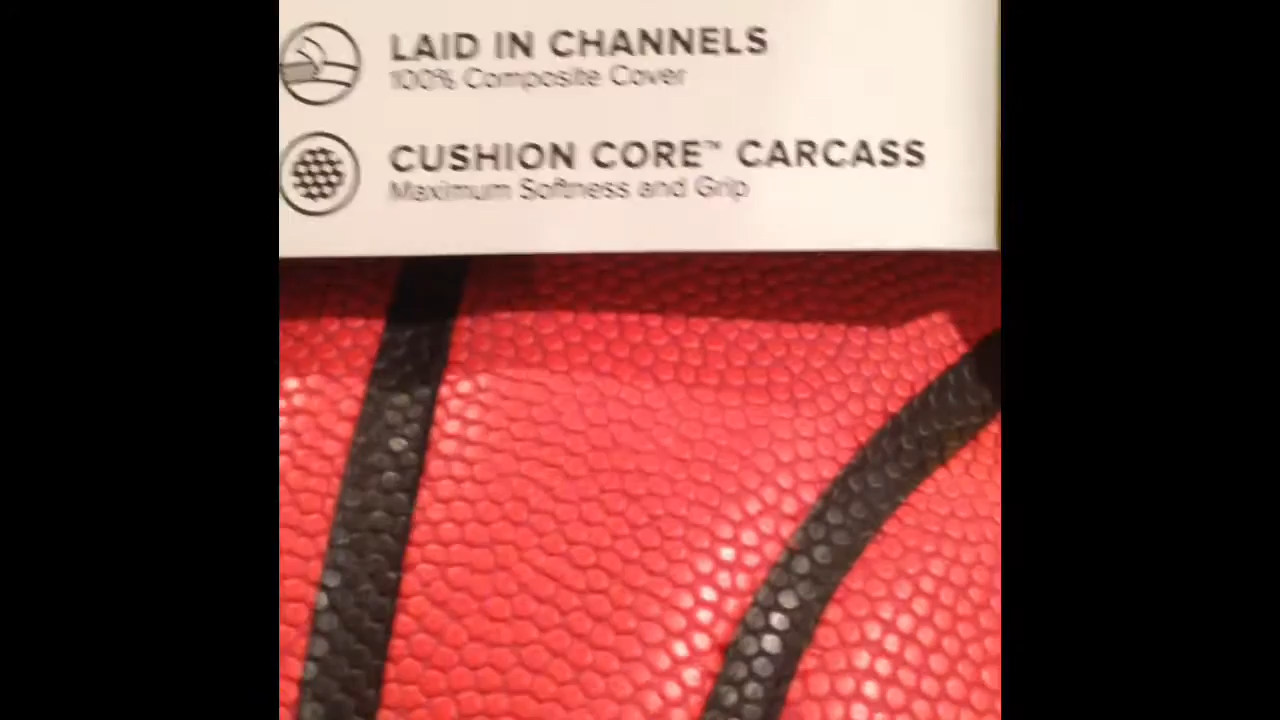 LAID IN CHANNELS
100% Composite Cover
CUSHION CORE™ CARCASS
Maximum Softness and Grip